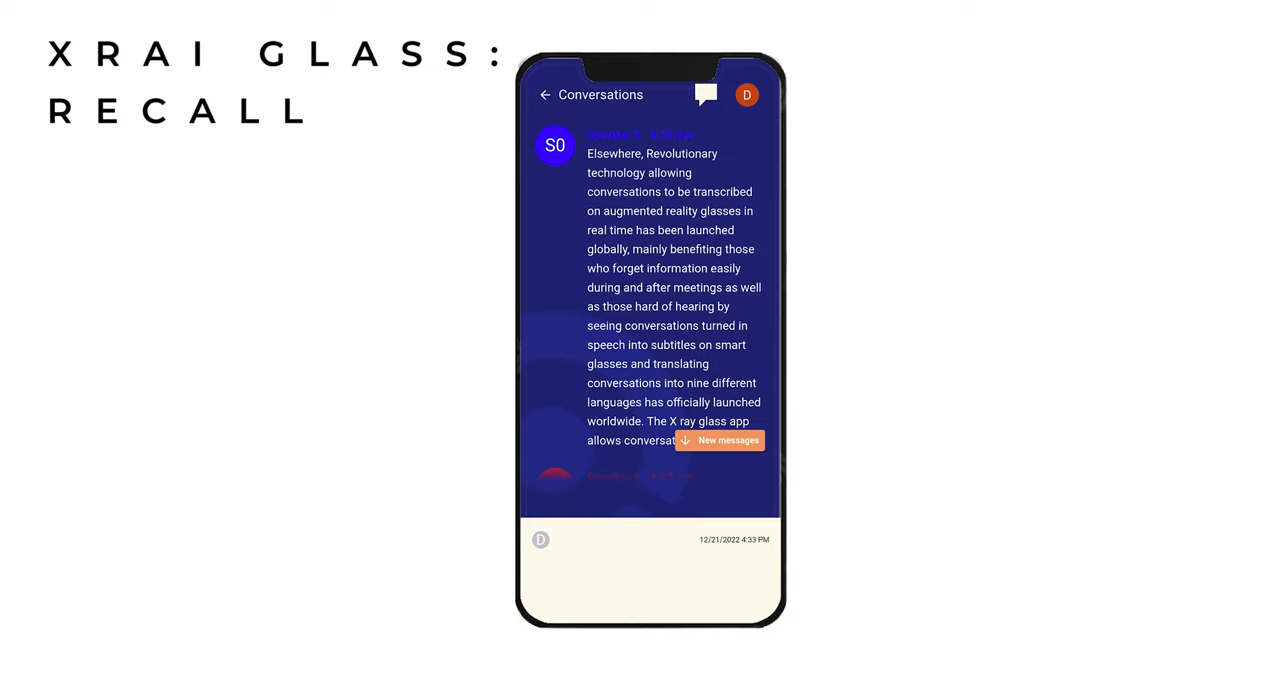 XRAI GLASS:
RECALL
Conversations
D
S0
Elsewhere, Revolutionary
technology allowing
conversations to be transcribed
on augmented reality glasses in
real time has been launched
globally, mainly benefiting those
who forget information easily
during and after meetings as well
as those hard of hearing by
seeing conversations turned in
speech into subtitles on smart
glasses and translating
conversations into nine different
languages has officially launched
worldwide. The X ray glass app
allows conversat
New messages
D
12/21/2022 4:33 PM